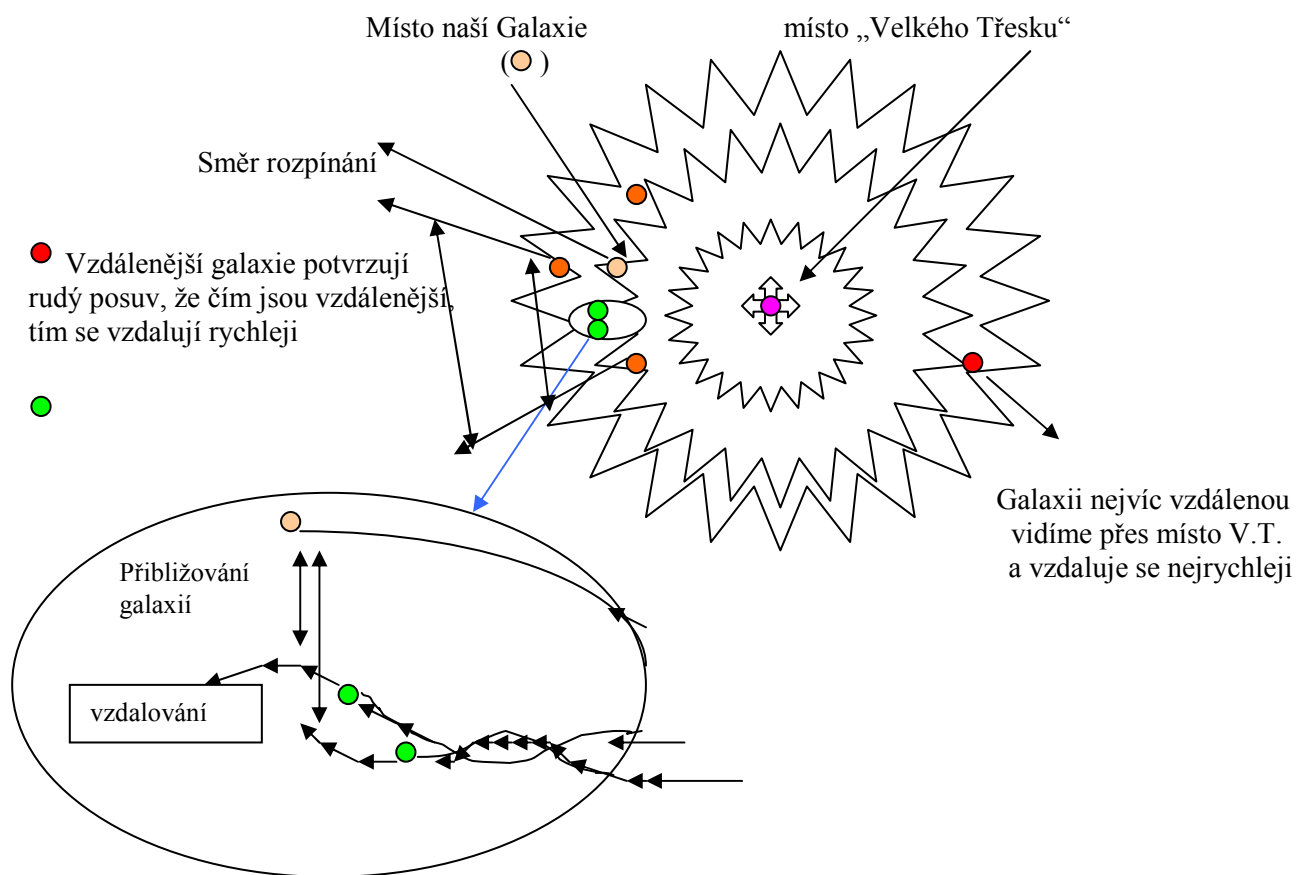 Místo naší Galaxie
( )
místo „Velkého Třesku“
Směr rozpínání
Vzdálenější galaxie potvrzují
rudý posuv, že čím jsou vzdálenější,
tím se vzdalují rychleji
Galaxii nejvíc vzdálenou
vidíme přes místo V.T.
a vzdaluje se nejrychleji
Přibližování
galaxií
vzdalování